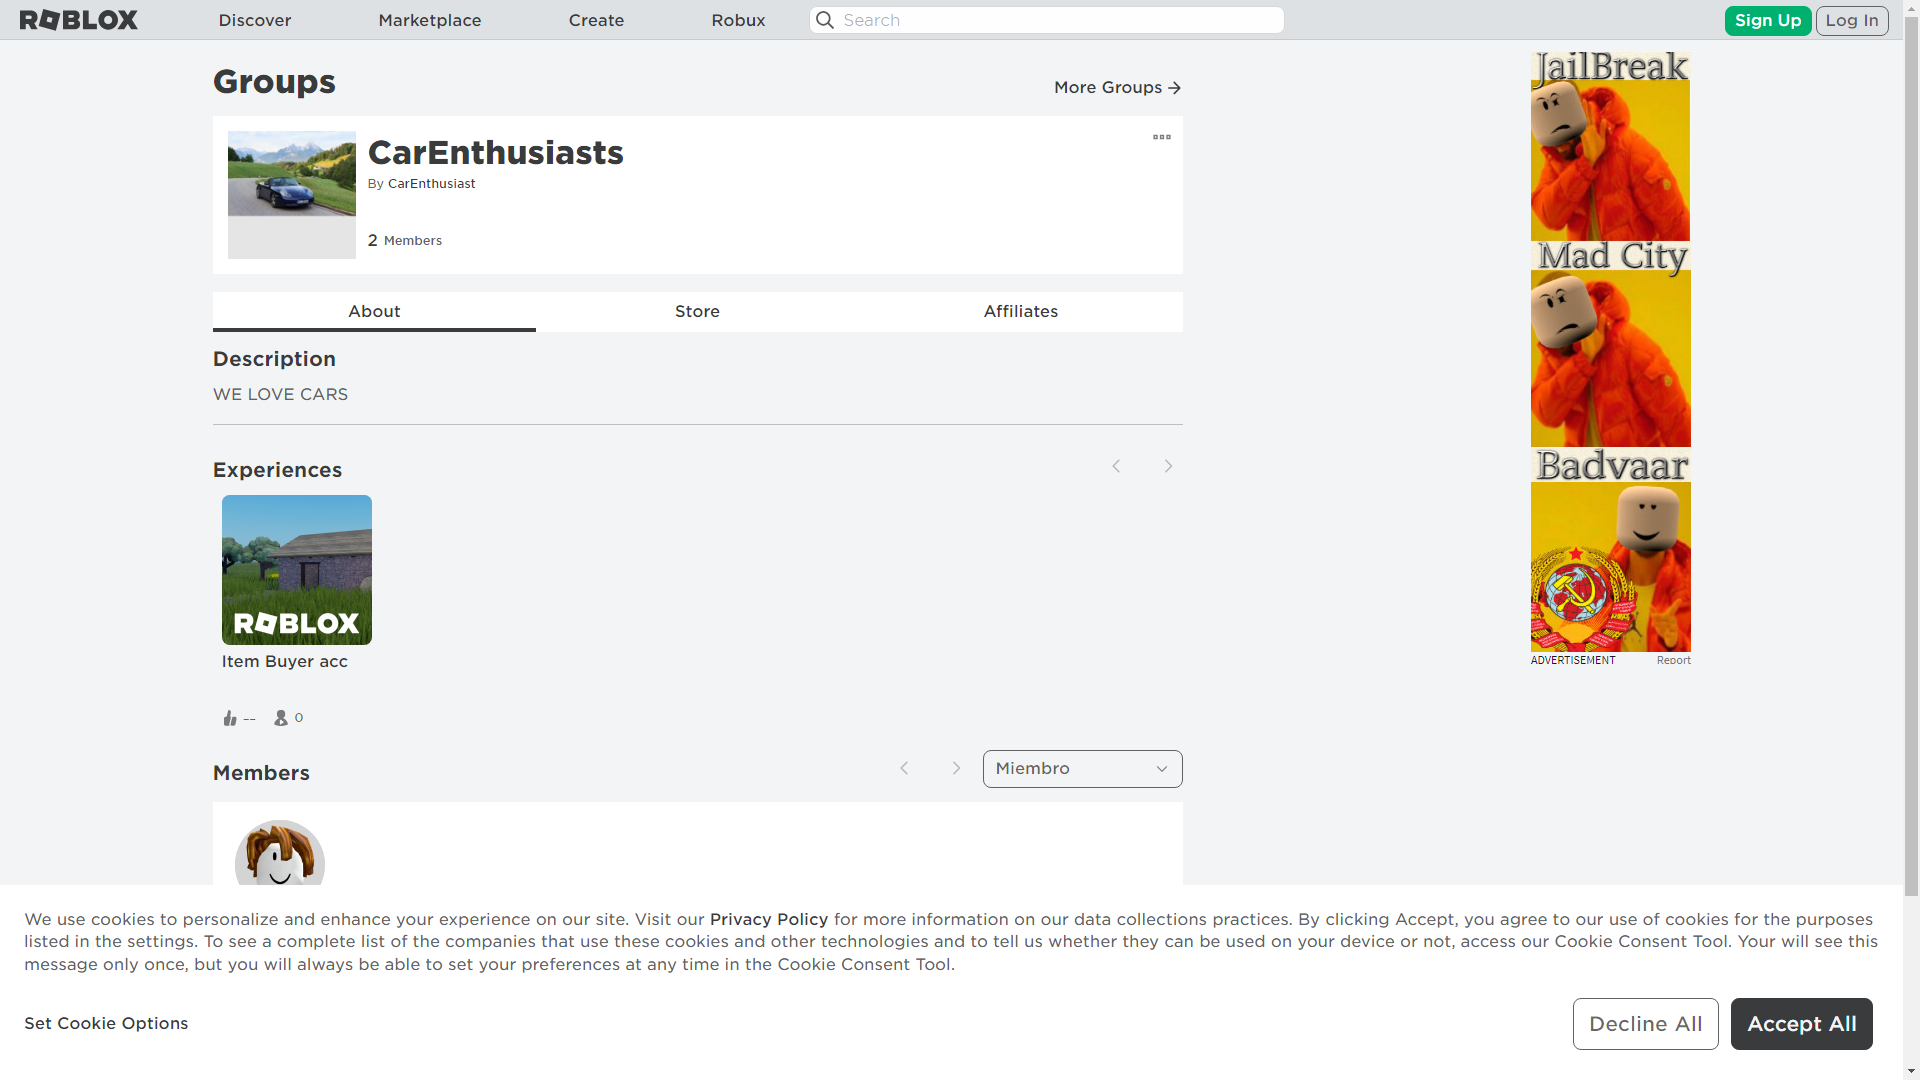 ROBLOX
Discover
Marketplace
Create
Robux
Search
Sign Up
Log In
Groups
More Groups
CarEnthusiasts
By CarEnthusiast
2 Members
About
Store
Affiliates
Description
WE LOVE CARS
Experiences
ROBLOX
Item Buyer acc
--
0
Members
Miembro
JailBreak
Mad City
Badvaar
ADVERTISEMENT
Report
We use cookies to personalize and enhance your experience on our site. Visit our Privacy Policy for more information on our data collections practices. By clicking Accept, you agree to our use of cookies for the purposes
listed in the settings. To see a complete list of the companies that use these cookies and other technologies and to tell us whether they can be used on your device or not, access our Cookie Consent Tool. Your will see this
message only once, but you will always be able to set your preferences at any time in the Cookie Consent Tool.
Set Cookie Options
Decline All
Accept All